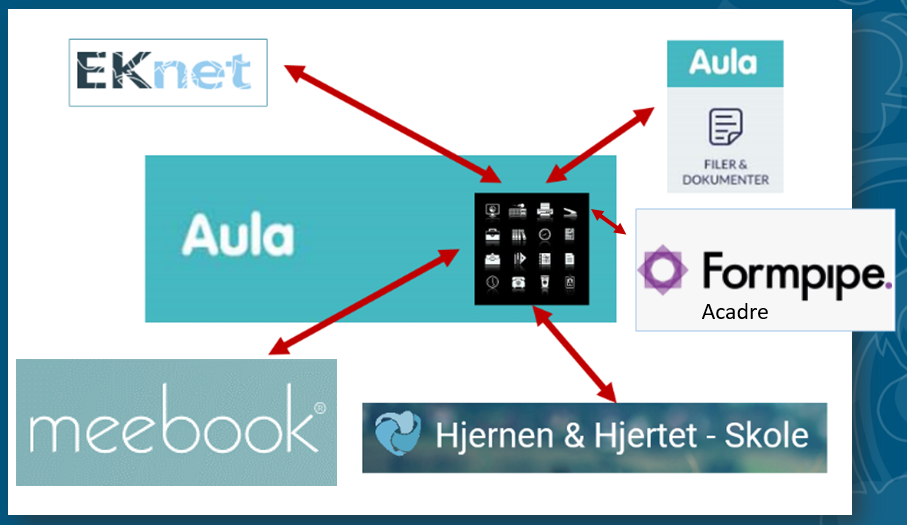 EKnet
Aula
FILER &
DOKUMENTER
Aula
Formpipe.
Acadre
meebook®
Hjernen & Hjertet - Skole